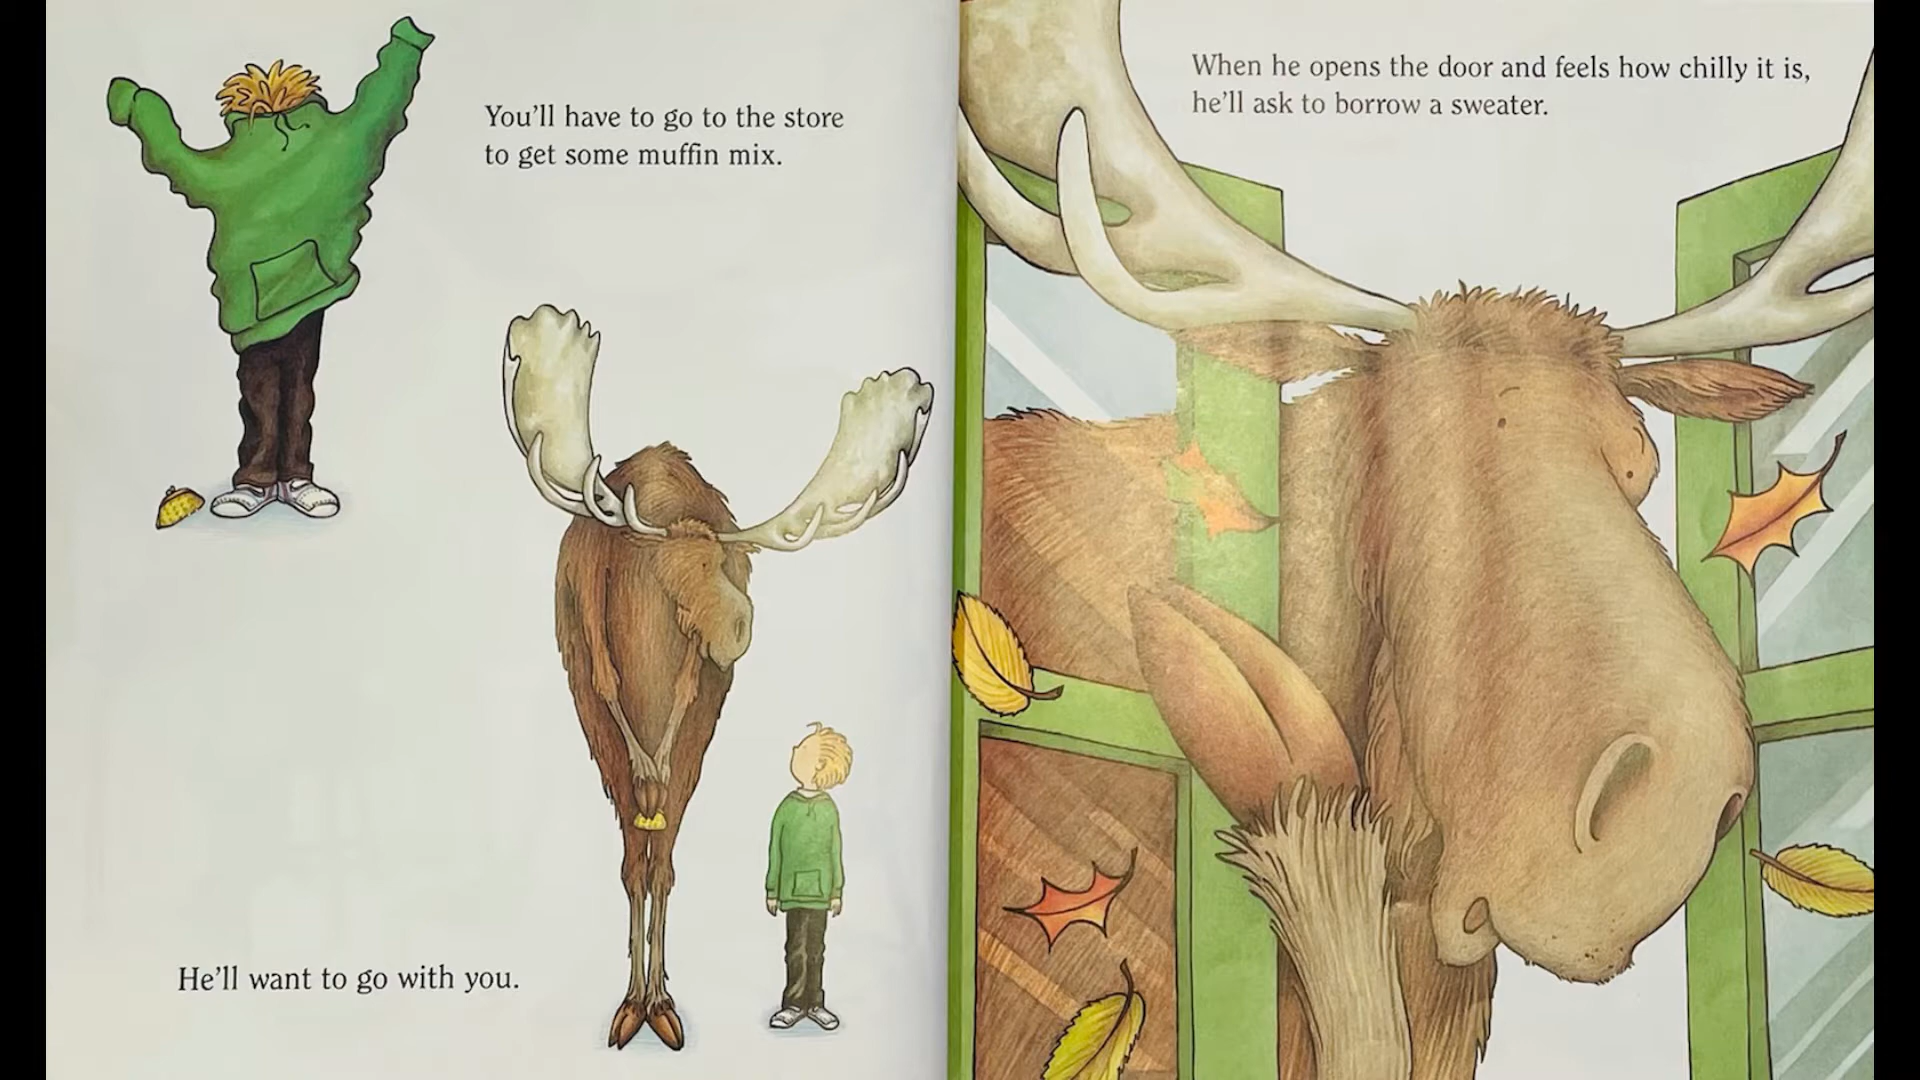 You'll have to go to the store
to get some muffin mix.
He'll want to go with you.
When he opens the door and feels how chilly it is,
he'll ask to borrow a sweater.